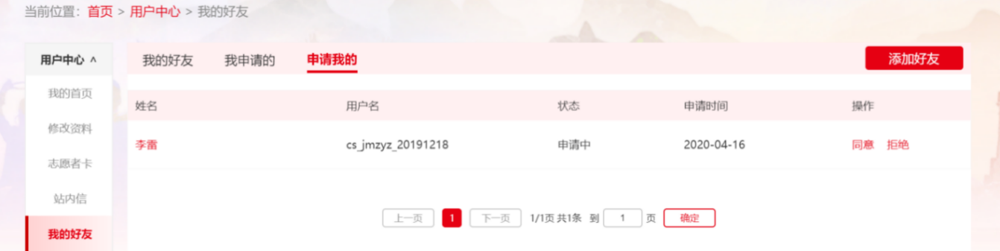 当前位置：首页 > 用户中心 > 我的好友
用户中心 ∧
我的首页
修改资料
志愿者卡
站内信
我的好友
我的好友 我申请的 申请我的 添加好友
姓名 用户名 状态 申请时间 操作
李雷 cs_jmzyz_20191218 申请中 2020-04-16 同意 拒绝
上一页 1 下一页 1/1页 共1条 到 1 页 确定